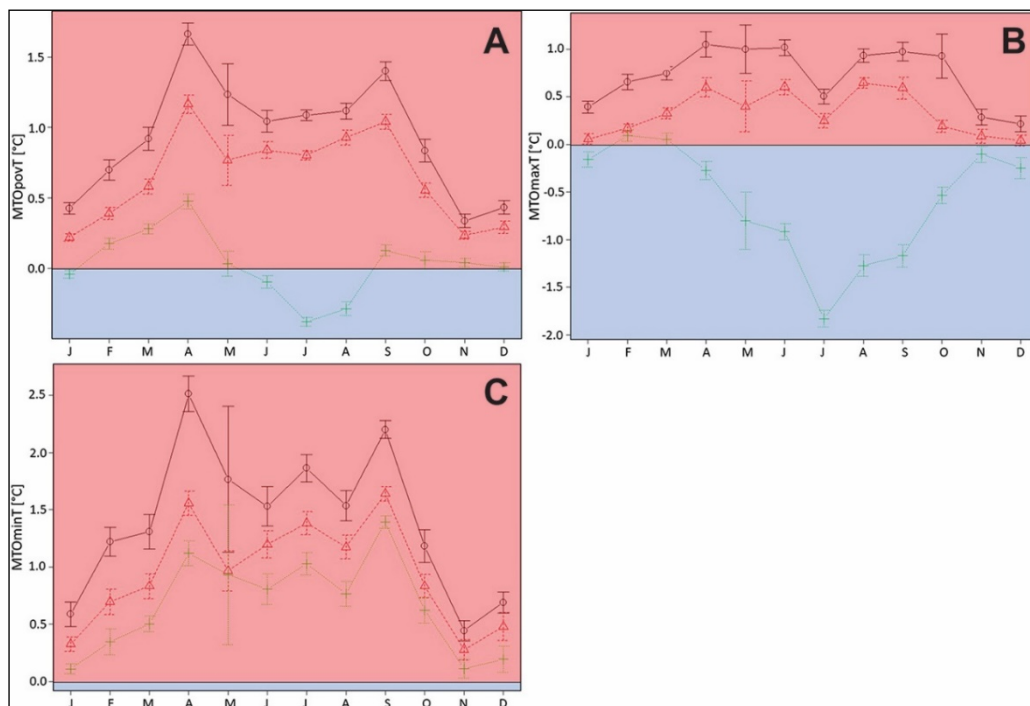 A
MTOpovT [°C]
1.5
1.0
0.5
0.0
J F M A M J J A S O N D
B
MTOmaxT [°C]
1.0
0.5
0.0
-0.5
-1.0
-1.5
-2.0
J F M A M J J A S O N D
C
MTOminT [°C]
2.5
2.0
1.5
1.0
0.5
0.0
J F M A M J J A S O N D